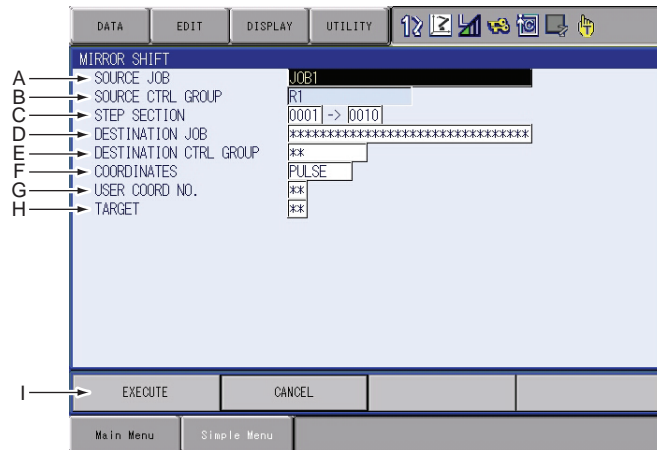 DATA EDIT DISPLAY UTILITY
MIRROR SHIFT
A SOURCE JOB JOB1
B SOURCE CTRL GROUP R1
C STEP SECTION 0001 -> 0010
D DESTINATION JOB ********************************
E DESTINATION CTRL GROUP **
F COORDINATES PULSE
G USER COORD NO. **
H TARGET **
I EXECUTE CANCEL
Main Menu Simple Menu